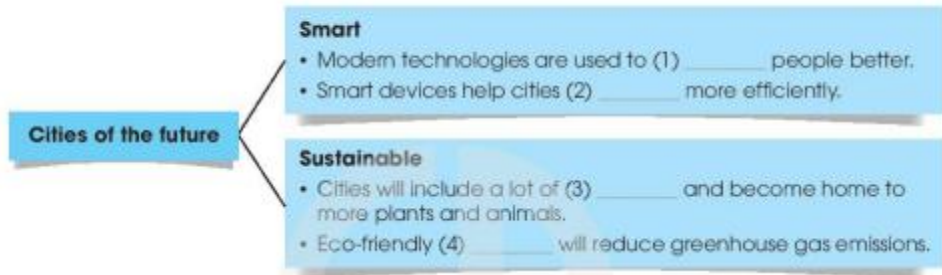 Smart
• Modern technologies are used to (1) ________ people better.
• Smart devices help cities (2) ________ more efficiently.
Cities of the future
Sustainable
• Cities will include a lot of (3) ________ and become home to
more plants and animals.
• Eco-friendly (4) ________ will reduce greenhouse gas emissions.